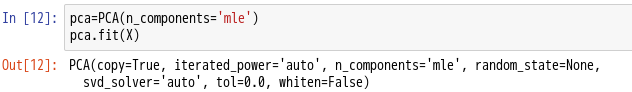 In [12]: pca=PCA(n_components='mle')
pca.fit(X)
Out[12]: PCA(copy=True, iterated_power='auto', n_components='mle', random_state=None,
svd_solver='auto', tol=0.0, whiten=False)